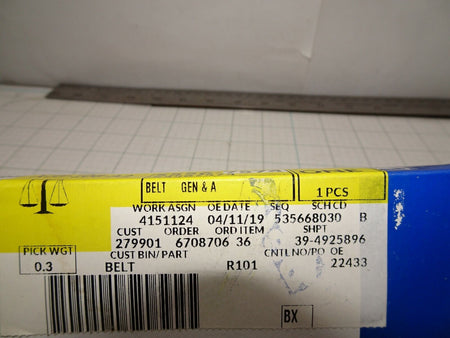 BELT GEN & A
1 PCS
WORK ASGN OE DATE SEQ SCH CD
4151124 04/11/19 535668030 B
CUST ORDER ORD ITEM SHPT
279901 6708706 36 39-4925896
PICK WGT CUST BIN/PART CNTL NO/PO OE
0.3 BELT R101 22433
BX